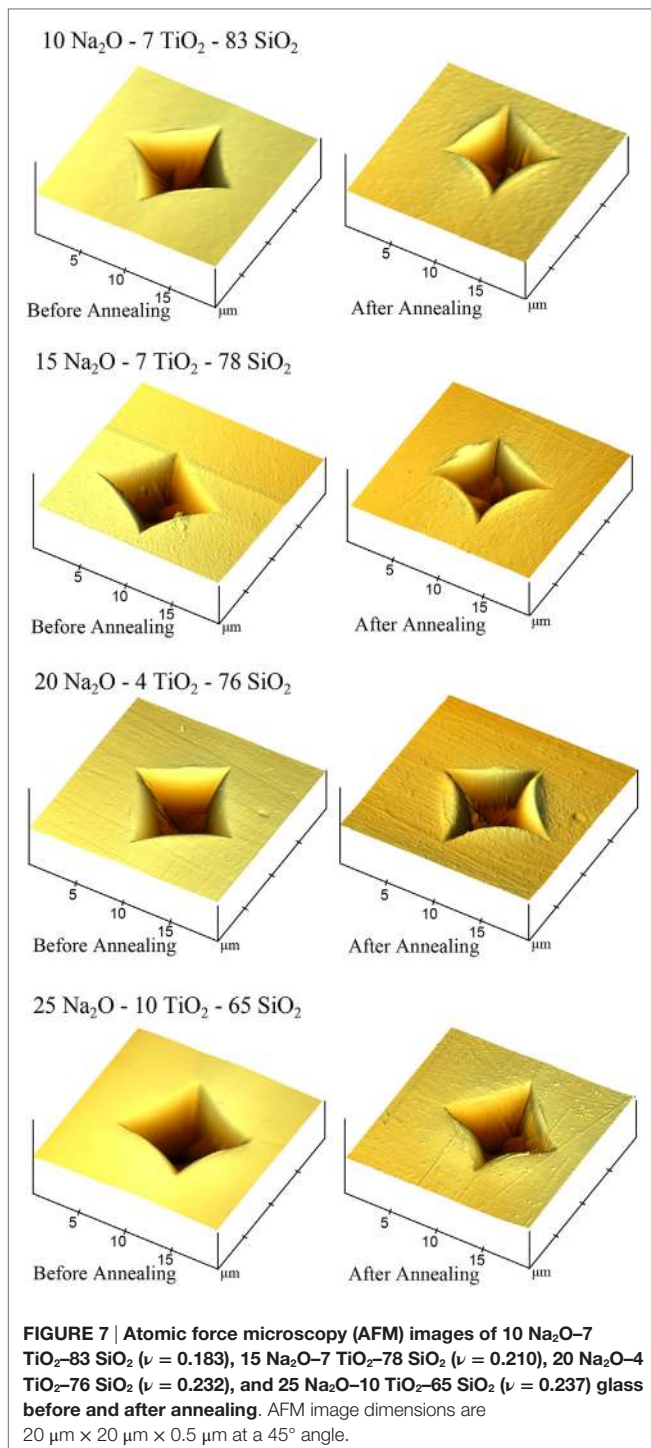 10 Na₂O - 7 TiO₂ - 83 SiO₂
5
10
15
μm
Before Annealing
5
10
15
μm
After Annealing
15 Na₂O - 7 TiO₂ - 78 SiO₂
5
10
15
μm
Before Annealing
5
10
15
μm
After Annealing
20 Na₂O - 4 TiO₂ - 76 SiO₂
5
10
15
μm
Before Annealing
5
10
15
μm
After Annealing
25 Na₂O - 10 TiO₂ - 65 SiO₂
5
10
15
μm
Before Annealing
5
10
15
μm
After Annealing
FIGURE 7 | Atomic force microscopy (AFM) images of 10 Na₂O–7
TiO₂–83 SiO₂ (ν = 0.183), 15 Na₂O–7 TiO₂–78 SiO₂ (ν = 0.210), 20 Na₂O–4
TiO₂–76 SiO₂ (ν = 0.232), and 25 Na₂O–10 TiO₂–65 SiO₂ (ν = 0.237) glass
before and after annealing. AFM image dimensions are
20 μm × 20 μm × 0.5 μm at a 45° angle.